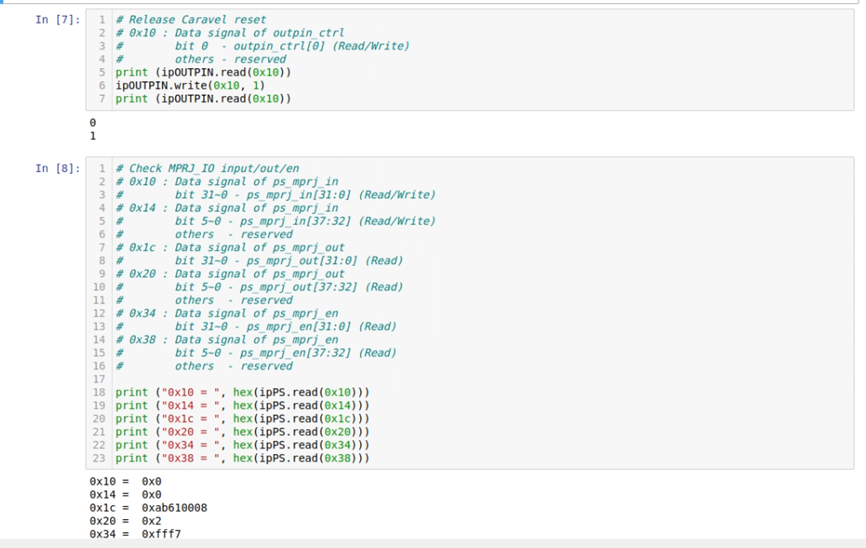 In [7]:
1 # Release Caravel reset
2 # 0x10 : Data signal of outpin_ctrl
3 #        bit 0  - outpin_ctrl[0] (Read/Write)
4 #        others  - reserved
5 print (ipOUTPIN.read(0x10))
6 ipOUTPIN.write(0x10, 1)
7 print (ipOUTPIN.read(0x10))
0
1
In [8]:
1 # Check MPRJ_IO input/out/en
2 # 0x10 : Data signal of ps_mprj_in
3 #        bit 31~0 - ps_mprj_in[31:0] (Read/Write)
4 # 0x14 : Data signal of ps_mprj_in
5 #        bit 5~0 - ps_mprj_in[37:32] (Read/Write)
6 #        others  - reserved
7 # 0x1c : Data signal of ps_mprj_out
8 #        bit 31~0 - ps_mprj_out[31:0] (Read)
9 # 0x20 : Data signal of ps_mprj_out
10 #        bit 5~0 - ps_mprj_out[37:32] (Read)
11 #        others  - reserved
12 # 0x34 : Data signal of ps_mprj_en
13 #        bit 31~0 - ps_mprj_en[31:0] (Read)
14 # 0x38 : Data signal of ps_mprj_en
15 #        bit 5~0 - ps_mprj_en[37:32] (Read)
16 #        others  - reserved
17
18 print ("0x10 = ", hex(ipPS.read(0x10)))
19 print ("0x14 = ", hex(ipPS.read(0x14)))
20 print ("0x1c = ", hex(ipPS.read(0x1c)))
21 print ("0x20 = ", hex(ipPS.read(0x20)))
22 print ("0x34 = ", hex(ipPS.read(0x34)))
23 print ("0x38 = ", hex(ipPS.read(0x38)))
0x10 =  0x0
0x14 =  0x0
0x1c =  0xab610008
0x20 =  0x2
0x34 =  0xfff7